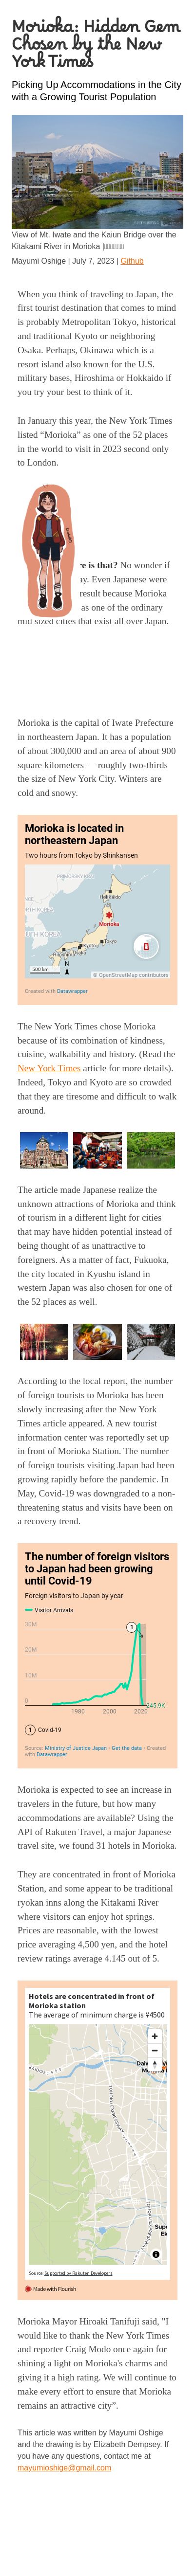 Morioka: Hidden Gem
Chosen by the New
York Times
Picking Up Accommodations in the City
with a Growing Tourist Population
View of Mt. Iwate and the Kaiun Bridge over the
Kitakami River in Morioka |
Mayumi Oshige | July 7, 2023 | Github
When you think of traveling to Japan, the
first tourist destination that comes to mind
is probably Metropolitan Tokyo, historical
and traditional Kyoto or neighboring
Osaka. Perhaps, Okinawa which is a
resort island also known for the U.S.
military bases, Hiroshima or Hokkaido if
you try your best to think of it.
In January this year, the New York Times
listed “Morioka” as one of the 52 places
in the world to visit in 2023 second only
to London.
re is that? No wonder if
ay. Even Japanese were
result because Morioka
as one of the ordinary
mid sized cities that exist all over Japan.
Morioka is the capital of Iwate Prefecture
in northeastern Japan. It has a population
of about 300,000 and an area of about 900
square kilometers — roughly two-thirds
the size of New York City. Winters are
cold and snowy.
Morioka is located in
northeastern Japan
Two hours from Tokyo by Shinkansen
Hokkaido
Morioka
Tokyo
500 km
N
© OpenStreetMap contributors
Created with Datawrapper
The New York Times chose Morioka
because of its combination of kindness,
cuisine, walkability and history. (Read the
New York Times article for more details).
Indeed, Tokyo and Kyoto are so crowded
that they are tiresome and difficult to walk
around.
The article made Japanese realize the
unknown attractions of Morioka and think
of tourism in a different light for cities
that may have hidden potential instead of
being thought of as unattractive to
foreigners. As a matter of fact, Fukuoka,
the city located in Kyushu island in
western Japan was also chosen for one of
the 52 places as well.
According to the local report, the number
of foreign tourists to Morioka has been
slowly increasing after the New York
Times article appeared. A new tourist
information center was reportedly set up
in front of Morioka Station. The number
of foreign tourists visiting Japan had been
growing rapidly before the pandemic. In
May, Covid-19 was downgraded to a non-
threatening status and visits have been on
a recovery trend.
The number of foreign visitors
to Japan had been growing
until Covid-19
Foreign visitors to Japan by year
Visitor Arrivals
30M
1
20M
10M
0
245.9K
1980 2000 2020
1 Covid-19
Source: Ministry of Justice Japan • Get the data • Created
with Datawrapper
Morioka is expected to see an increase in
travelers in the future, but how many
accommodations are available? Using the
API of Rakuten Travel, a major Japanese
travel site, we found 31 hotels in Morioka.
They are concentrated in front of Morioka
Station, and some appear to be traditional
ryokan inns along the Kitakami River
where visitors can enjoy hot springs.
Prices are reasonable, with the lowest
price averaging 4,500 yen, and the hotel
review ratings average 4.145 out of 5.
Hotels are concentrated in front of
Morioka station
The average of minimum charge is ¥4500
Source: Supported by Rakuten Developers
Made with Flourish
Morioka Mayor Hiroaki Tanifuji said, "I
would like to thank the New York Times
and reporter Craig Modo once again for
shining a light on Morioka's charms and
giving it a high rating. We will continue to
make every effort to ensure that Morioka
remains an attractive city”.
This article was written by Mayumi Oshige
and the drawing is by Elizabeth Dempsey. If
you have any questions, contact me at
mayumioshige@gmail.com